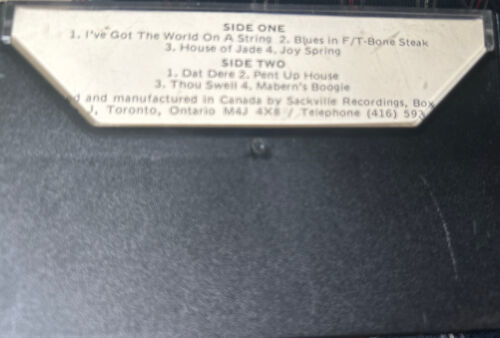 SIDE ONE
1. I've Got The World On A String 2. Blues in F/T-Bone Steak
3. House of Jade 4. Joy Spring
SIDE TWO
1. Dat Dere 2. Pent Up House
3. Thou Swell 4. Mabern's Boogie
ed and manufactured in Canada by Sackville Recordings, Box
J, Toronto, Ontario M4J 4X8 / Telephone (416) 593